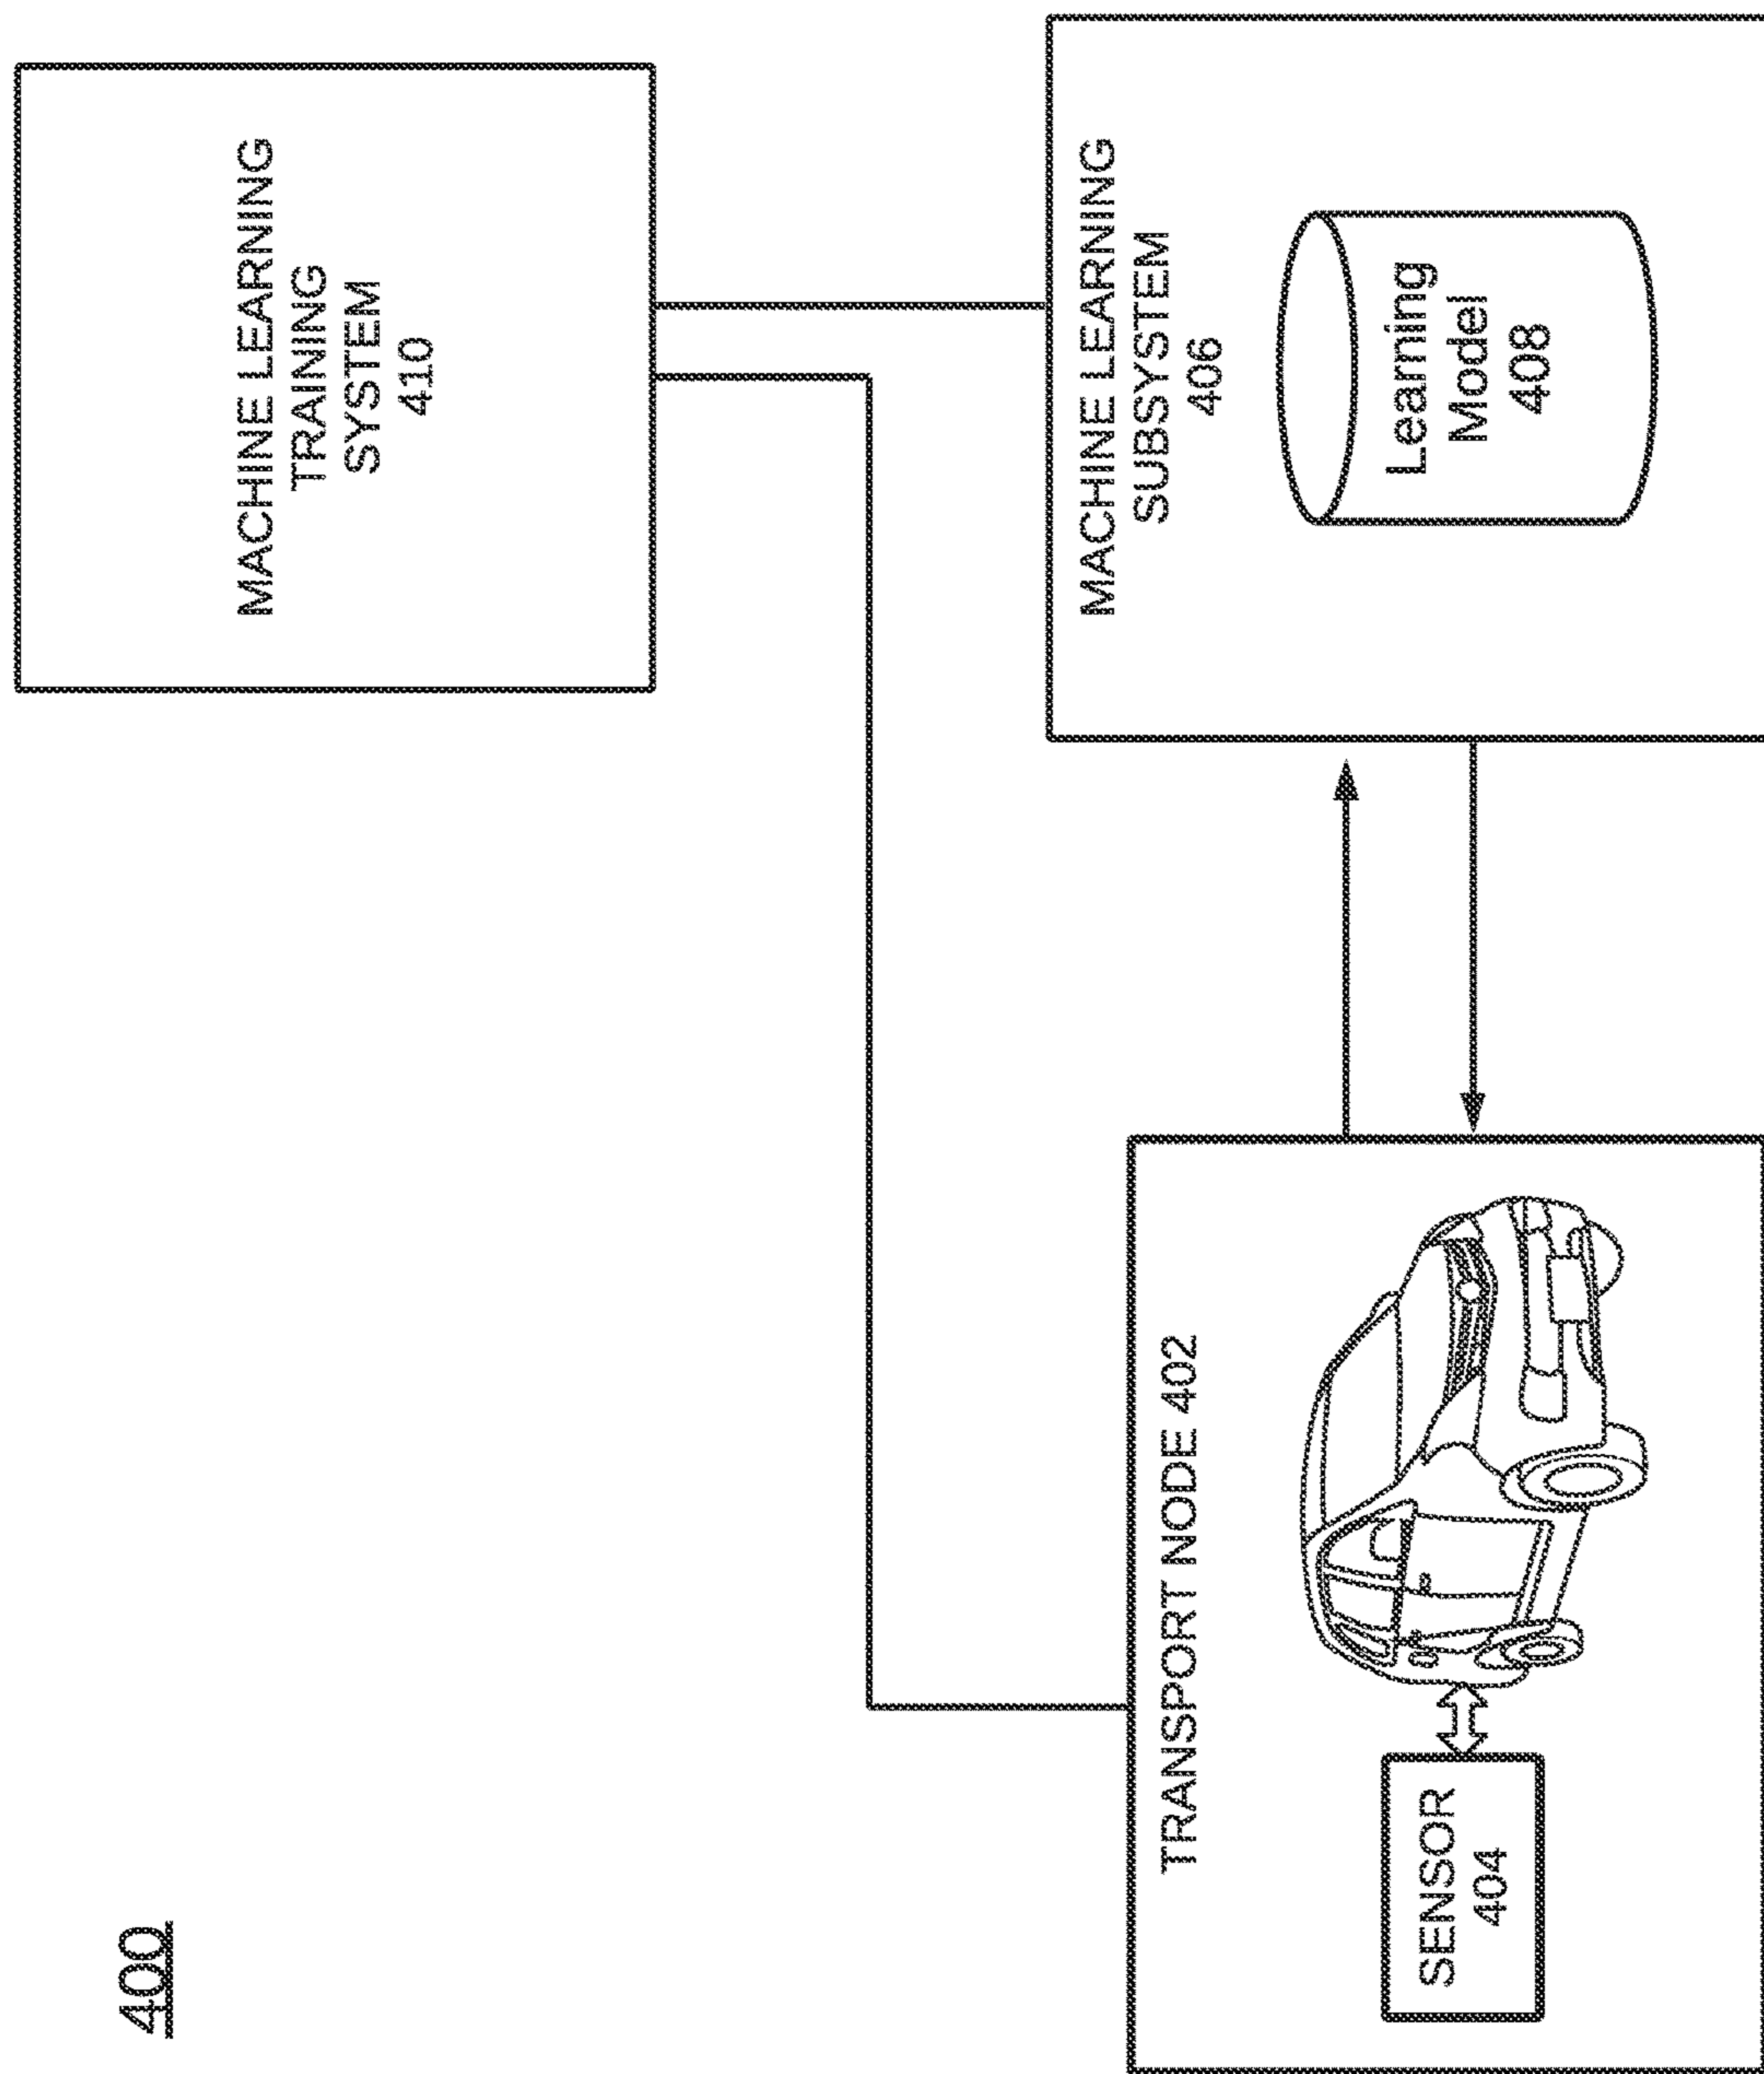 400
MACHINE LEARNING
TRAINING
SYSTEM
410
TRANSPORT NODE 402
SENSOR
404
MACHINE LEARNING
SUBSYSTEM
406
Learning
Model
408